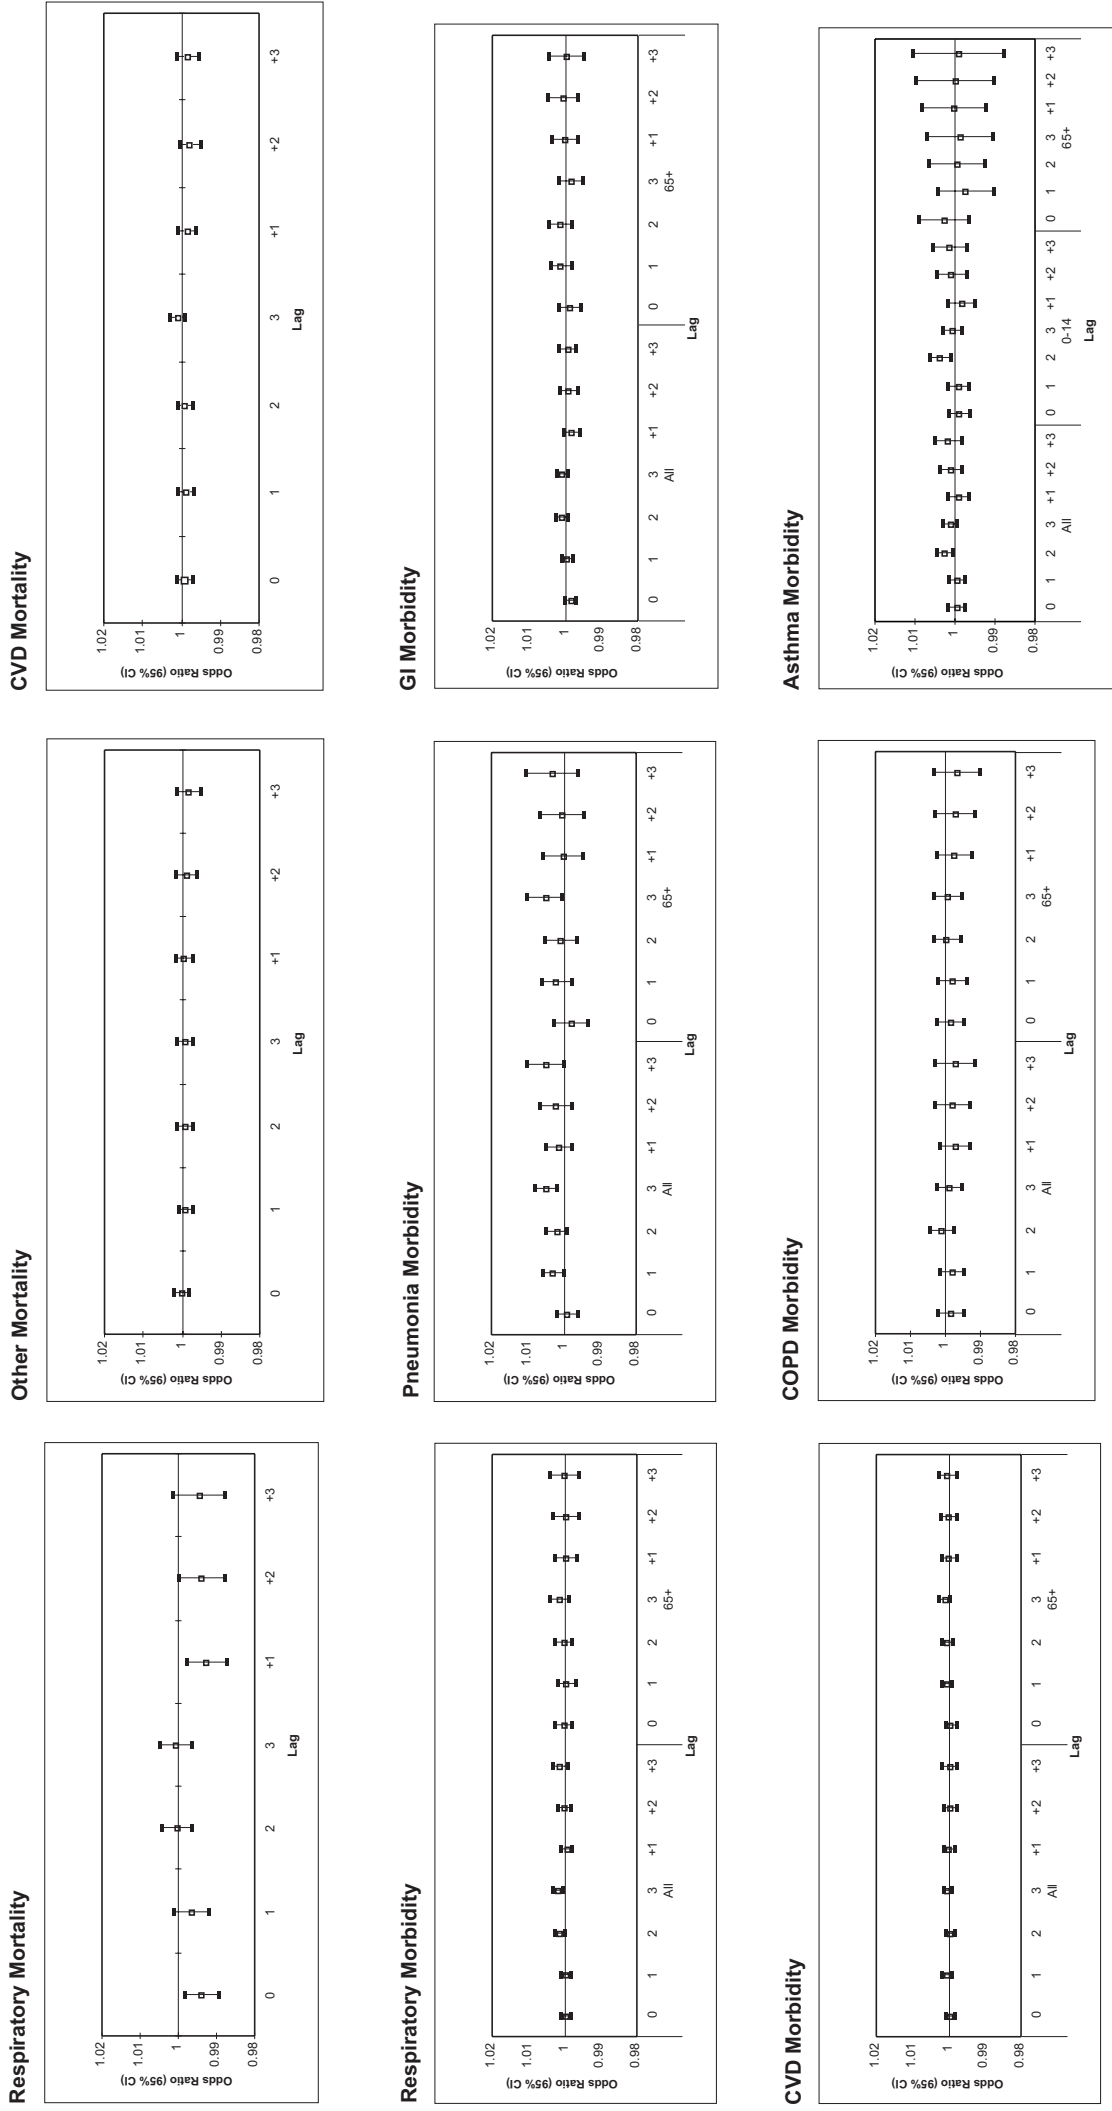 Respiratory Mortality
Odds Ratio (95% CI)
1.02
1.01
1
0.99
0.98
0 1 2 3 +1 +2 +3
Lag
Other Mortality
Odds Ratio (95% CI)
1.02
1.01
1
0.99
0.98
0 1 2 3 +1 +2 +3
Lag
CVD Mortality
Odds Ratio (95% CI)
1.02
1.01
1
0.99
0.98
0 1 2 3 +1 +2 +3
Lag
Respiratory Morbidity
Odds Ratio (95% CI)
1.02
1.01
1
0.99
0.98
0 1 2 3 +1 +2 +3 0 1 2 3 +1 +2 +3
All 65+
Lag
Pneumonia Morbidity
Odds Ratio (95% CI)
1.02
1.01
1
0.99
0.98
0 1 2 3 +1 +2 +3 0 1 2 3 +1 +2 +3
All 65+
Lag
GI Morbidity
Odds Ratio (95% CI)
1.02
1.01
1
0.99
0.98
0 1 2 3 +1 +2 +3 0 1 2 3 +1 +2 +3
All 65+
Lag
CVD Morbidity
Odds Ratio (95% CI)
1.02
1.01
1
0.99
0.98
0 1 2 3 +1 +2 +3 0 1 2 3 +1 +2 +3
All 65+
Lag
COPD Morbidity
Odds Ratio (95% CI)
1.02
1.01
1
0.99
0.98
0 1 2 3 +1 +2 +3 0 1 2 3 +1 +2 +3
All 65+
Lag
Asthma Morbidity
Odds Ratio (95% CI)
1.02
1.01
1
0.99
0.98
0 1 2 3 +1 +2 +3 0 1 2 3 +1 +2 +3 0 1 2 3 +1 +2 +3
All 0-14 65+
Lag